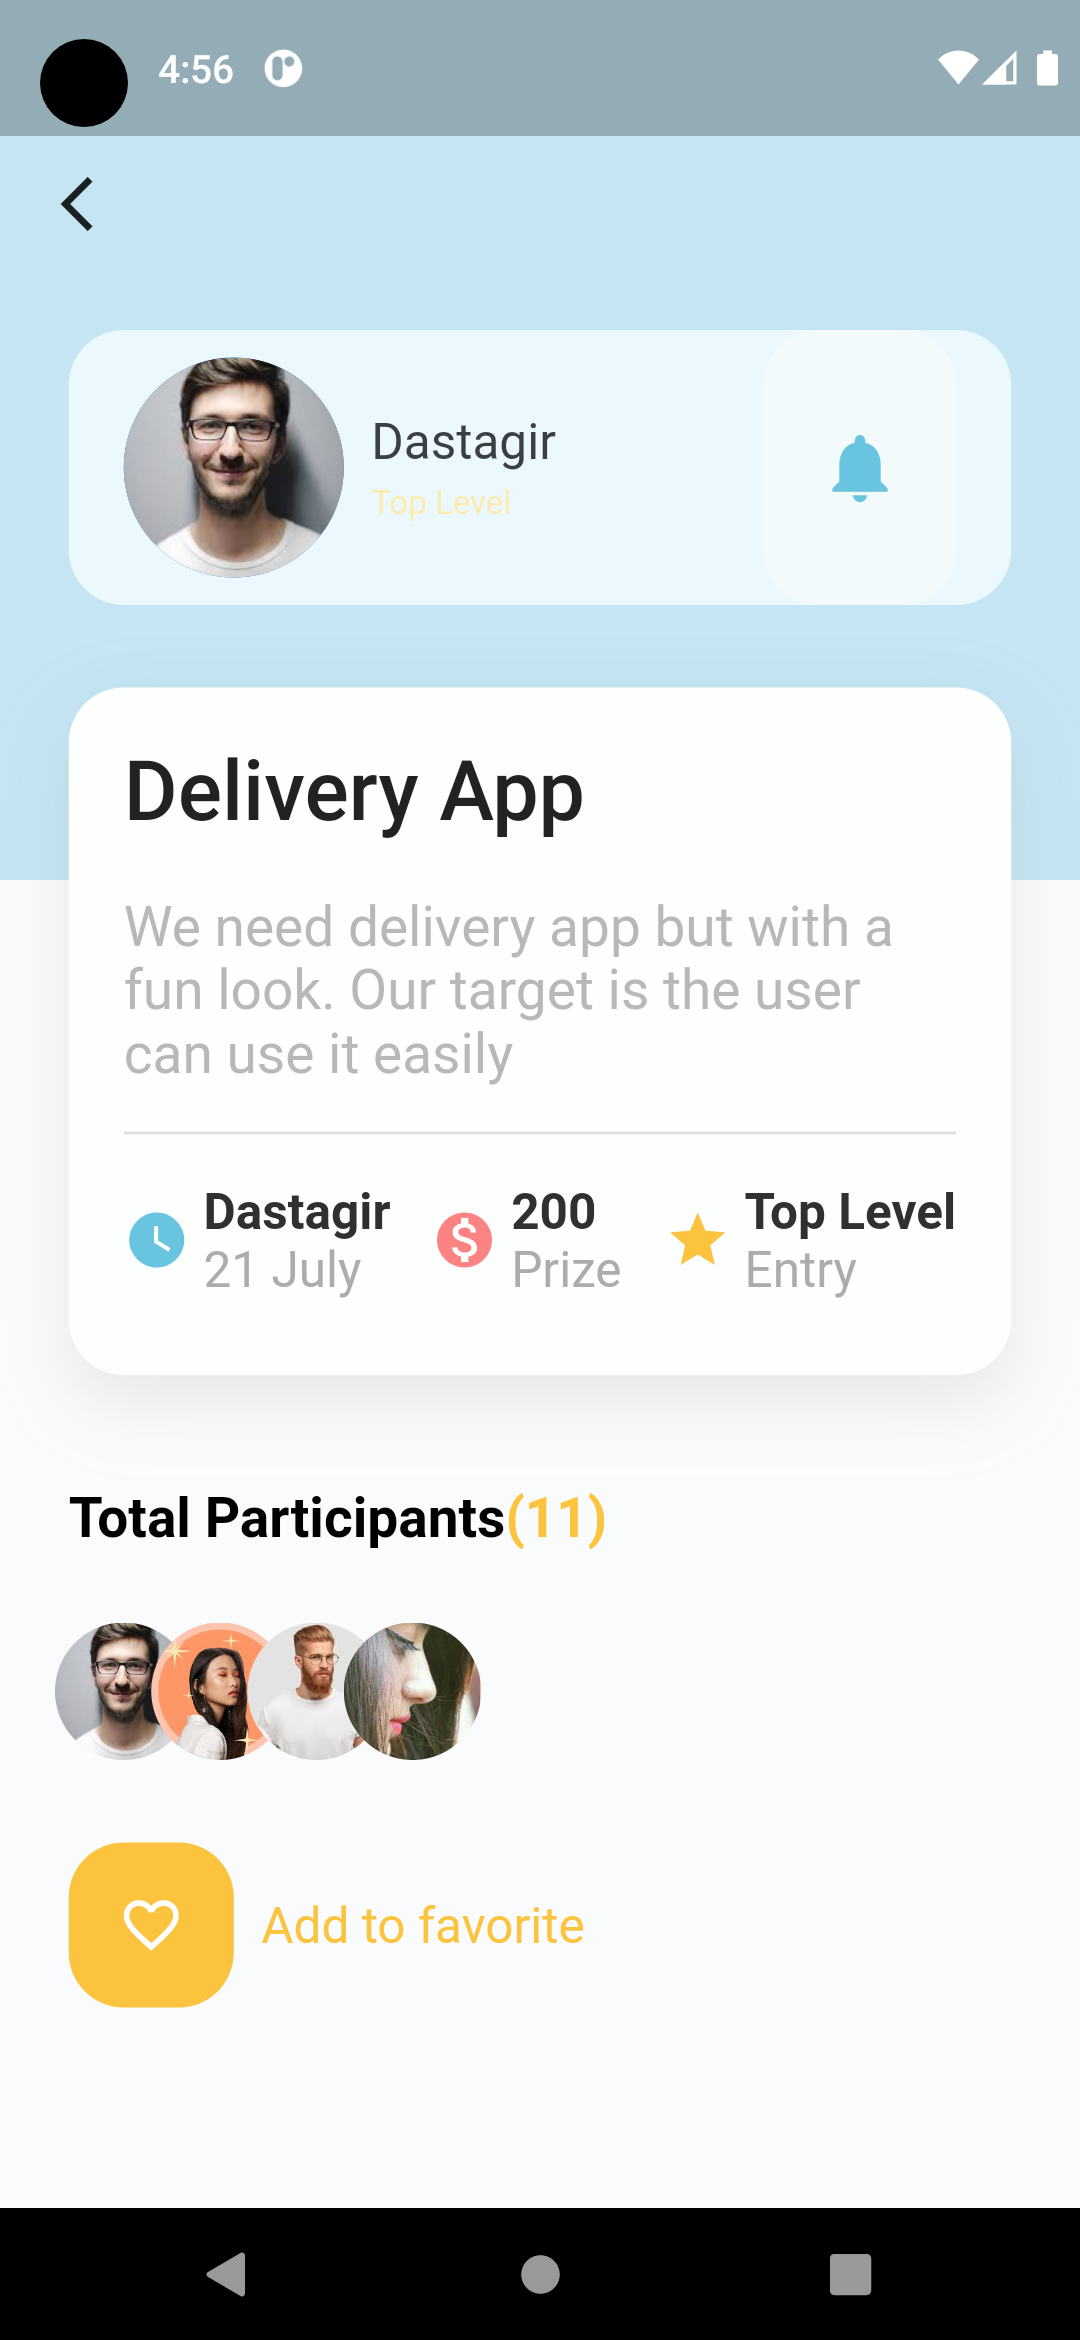 4:56
Dastagir
Top Level
Delivery App
We need delivery app but with a
fun look. Our target is the user
can use it easily
Dastagir
21 July
200
Prize
Top Level
Entry
Total Participants(11)
Add to favorite